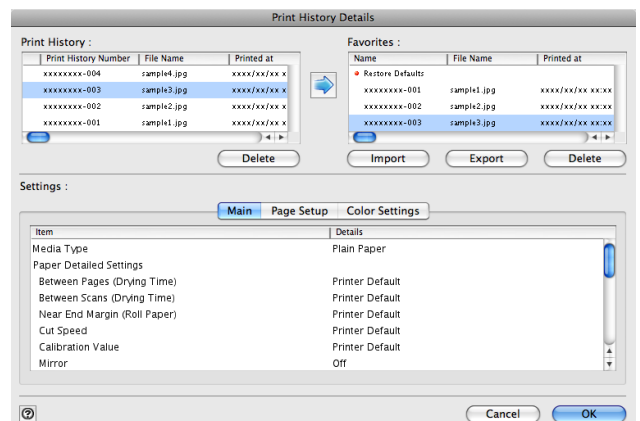 Print History Details
Print History :
Print History Number File Name Printed at
xxxxxxxx-004 sample4.jpg xxxx/xx/xx x
xxxxxxxx-003 sample3.jpg xxxx/xx/xx x
xxxxxxxx-002 sample2.jpg xxxx/xx/xx x
xxxxxxxx-001 sample1.jpg xxxx/xx/xx x
Delete
Favorites :
Name File Name Printed at
Restore Defaults
xxxxxxxx-001 sample1.jpg xxxx/xx/xx xx:xx
xxxxxxxx-002 sample2.jpg xxxx/xx/xx xx:xx
xxxxxxxx-003 sample3.jpg xxxx/xx/xx xx:xx
Import Export Delete
Settings :
Main Page Setup Color Settings
Item Details
Media Type Plain Paper
Paper Detailed Settings
Between Pages (Drying Time) Printer Default
Between Scans (Drying Time) Printer Default
Near End Margin (Roll Paper) Printer Default
Cut Speed Printer Default
Calibration Value Printer Default
Mirror Off
? Cancel OK